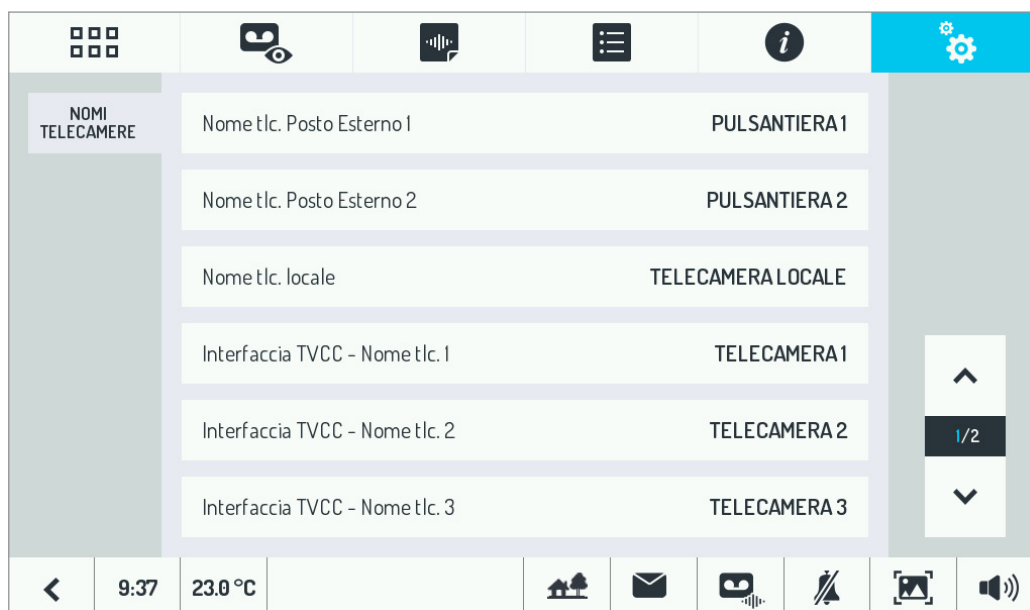 NOMI
TELECAMERE
Nome tlc. Posto Esterno 1 PULSANTIERA 1
Nome tlc. Posto Esterno 2 PULSANTIERA 2
Nome tlc. locale TELECAMERA LOCALE
Interfaccia TVCC - Nome tlc. 1 TELECAMERA 1
Interfaccia TVCC - Nome tlc. 2 TELECAMERA 2
1/2
Interfaccia TVCC - Nome tlc. 3 TELECAMERA 3
9:37 23.0 °C